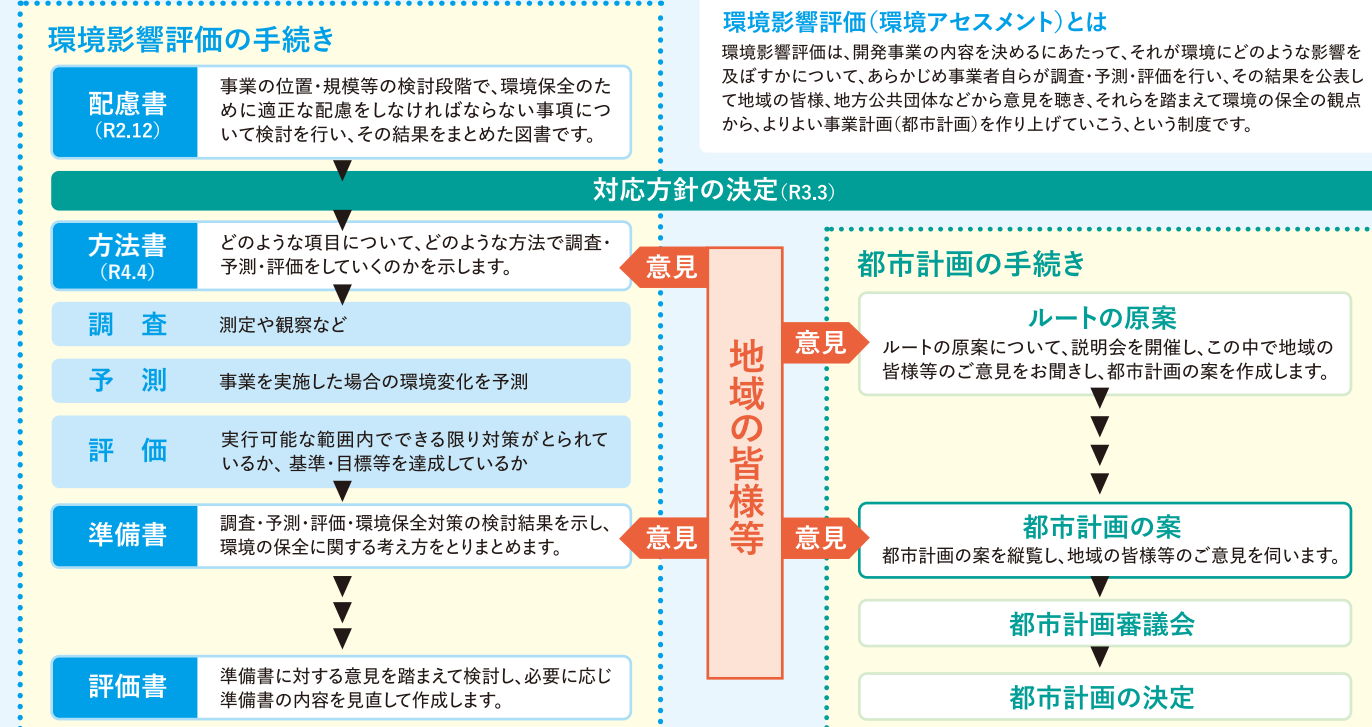 環境影響評価の手続き
配慮書
(R2.12)
事業の位置・規模等の検討段階で、環境保全のた
めに適正な配慮をしなければならない事項につ
いて検討を行い、その結果をまとめた図書です。
環境影響評価(環境アセスメント)とは
環境影響評価は、開発事業の内容を決めるにあたって、それが環境にどのような影響を
及ぼすかについて、あらかじめ事業者自らが調査・予測・評価を行い、その結果を公表し
て地域の皆様、地方公共団体などから意見を聴き、それらを踏まえて環境の保全の観点
から、よりよい事業計画(都市計画)を作り上げていこう、という制度です。
対応方針の決定(R3.3)
方法書
(R4.4)
どのような項目について、どのような方法で調査・
予測・評価をしていくのかを示します。
調 査
測定や観察など
予 測
事業を実施した場合の環境変化を予測
評 価
実行可能な範囲内でできる限り対策がとられて
いるか、基準・目標等を達成しているか
準備書
調査・予測・評価・環境保全対策の検討結果を示し、
環境の保全に関する考え方をとりまとめます。
評価書
準備書に対する意見を踏まえて検討し、必要に応じ
準備書の内容を見直して作成します。
意見
意見
地域の皆様等
意見
意見
都市計画の手続き
ルートの原案
ルートの原案について、説明会を開催し、この中で地域の
皆様等のご意見をお聞きし、都市計画の案を作成します。
都市計画の案
都市計画の案を縦覧し、地域の皆様等のご意見を伺います。
都市計画審議会
都市計画の決定